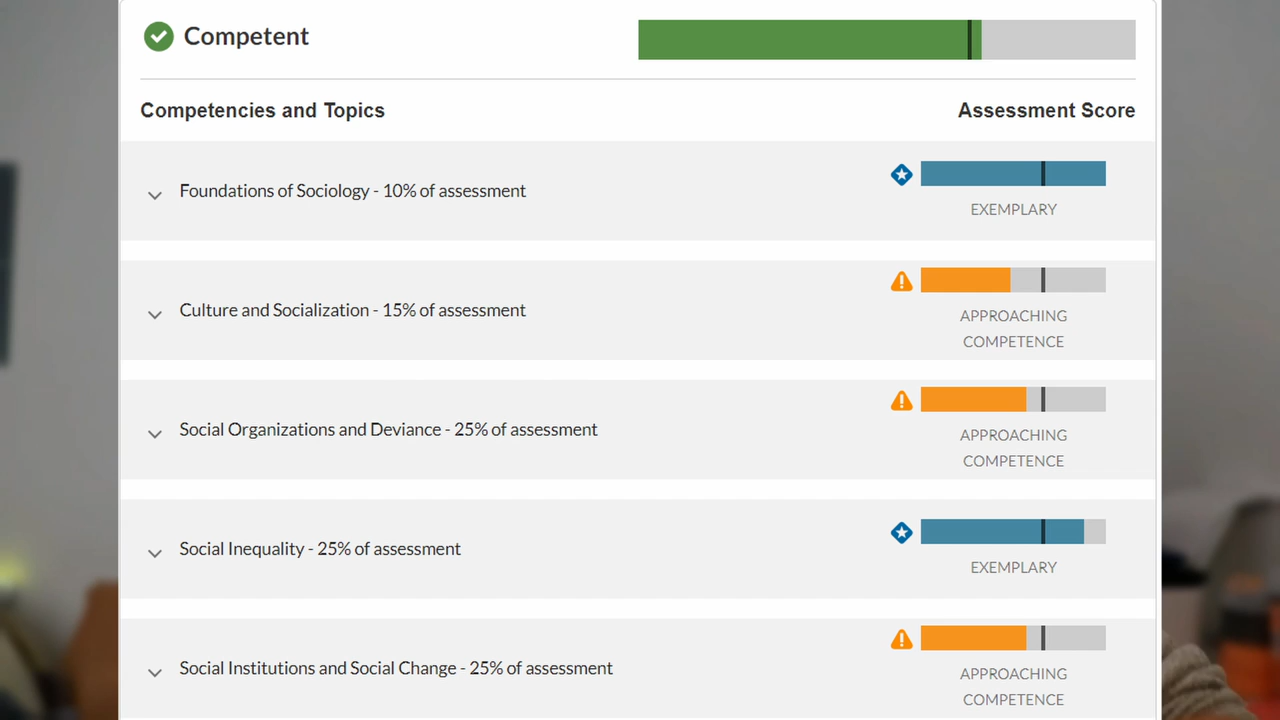 Competent
Competencies and Topics
Assessment Score
Foundations of Sociology - 10% of assessment
EXEMPLARY
Culture and Socialization - 15% of assessment
APPROACHING
COMPETENCE
Social Organizations and Deviance - 25% of assessment
APPROACHING
COMPETENCE
Social Inequality - 25% of assessment
EXEMPLARY
Social Institutions and Social Change - 25% of assessment
APPROACHING
COMPETENCE